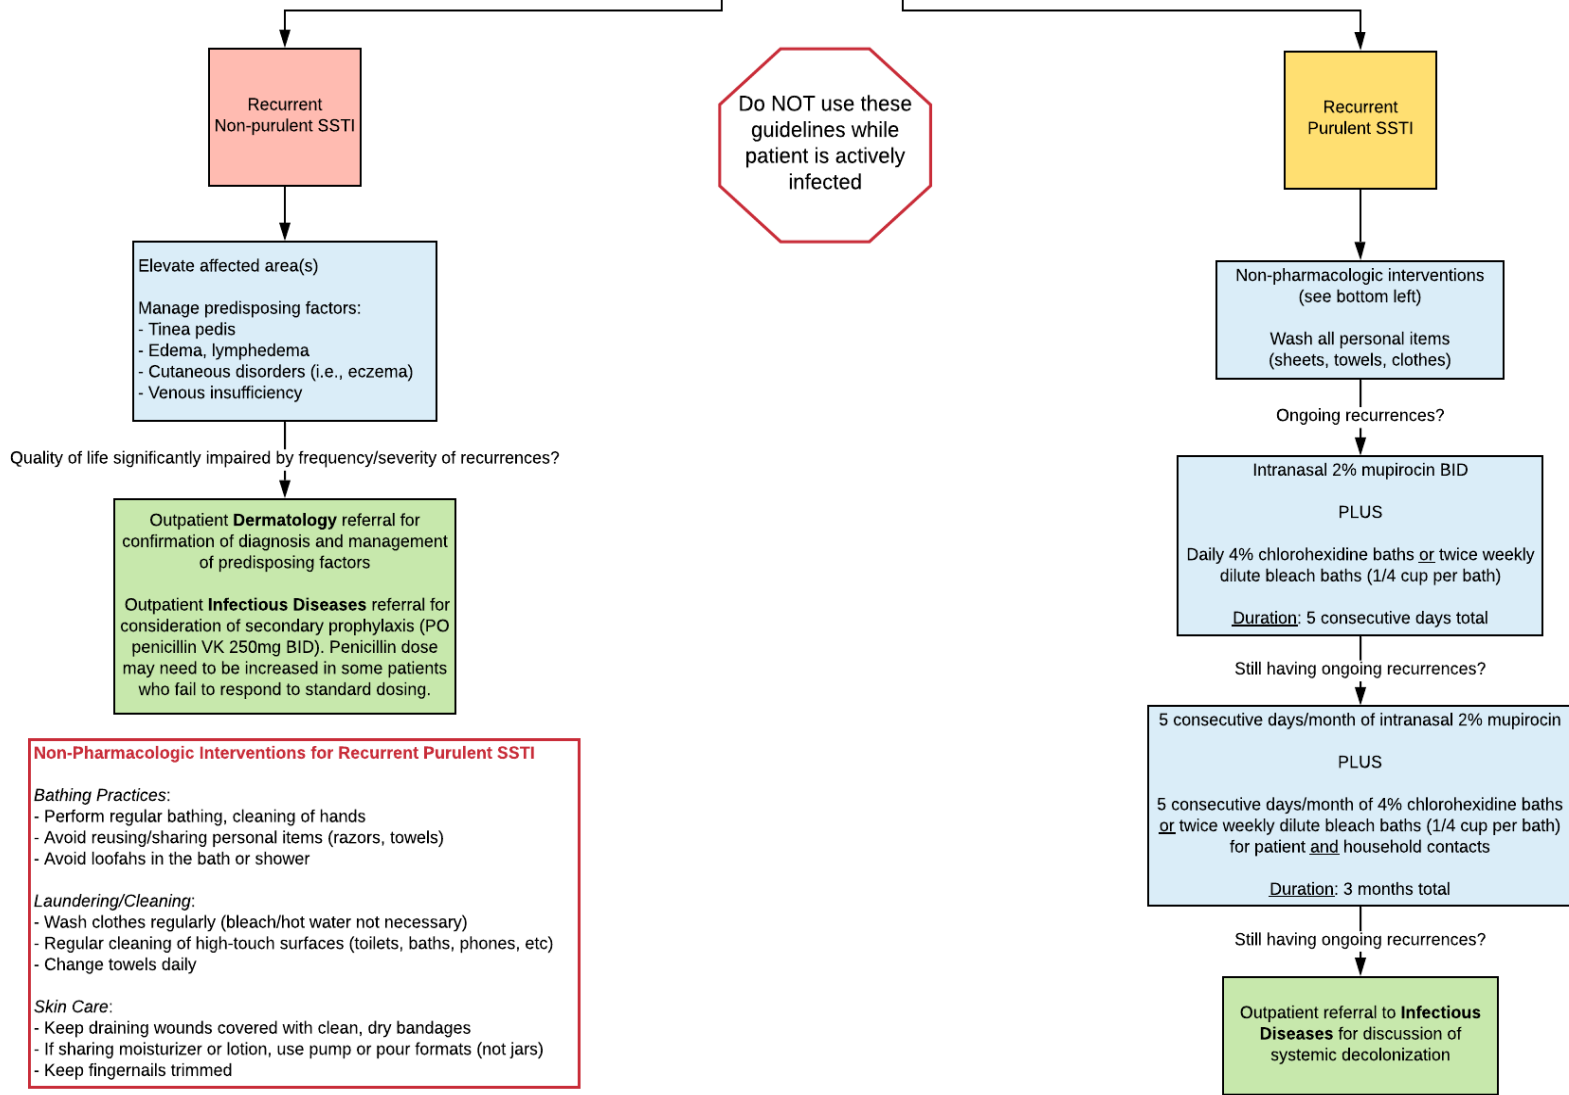 Recurrent
Non-purulent SSTI
Do NOT use these
guidelines while
patient is actively
infected
Recurrent
Purulent SSTI
Elevate affected area(s)
Manage predisposing factors:
- Tinea pedis
- Edema, lymphedema
- Cutaneous disorders (i.e., eczema)
- Venous insufficiency
Quality of life significantly impaired by frequency/severity of recurrences?
Outpatient Dermatology referral for
confirmation of diagnosis and management
of predisposing factors
Outpatient Infectious Diseases referral for
consideration of secondary prophylaxis (PO
penicillin VK 250mg BID). Penicillin dose
may need to be increased in some patients
who fail to respond to standard dosing.
Non-Pharmacologic Interventions for Recurrent Purulent SSTI
Bathing Practices:
- Perform regular bathing, cleaning of hands
- Avoid reusing/sharing personal items (razors, towels)
- Avoid loofahs in the bath or shower
Laundering/Cleaning:
- Wash clothes regularly (bleach/hot water not necessary)
- Regular cleaning of high-touch surfaces (toilets, baths, phones, etc)
- Change towels daily
Skin Care:
- Keep draining wounds covered with clean, dry bandages
- If sharing moisturizer or lotion, use pump or pour formats (not jars)
- Keep fingernails trimmed
Non-pharmacologic interventions
(see bottom left)
Wash all personal items
(sheets, towels, clothes)
Ongoing recurrences?
Intranasal 2% mupirocin BID
PLUS
Daily 4% chlorohexidine baths or twice weekly
dilute bleach baths (1/4 cup per bath)
Duration: 5 consecutive days total
Still having ongoing recurrences?
5 consecutive days/month of intranasal 2% mupirocin
PLUS
5 consecutive days/month of 4% chlorohexidine baths
or twice weekly dilute bleach baths (1/4 cup per bath)
for patient and household contacts
Duration: 3 months total
Still having ongoing recurrences?
Outpatient referral to Infectious
Diseases for discussion of
systemic decolonization